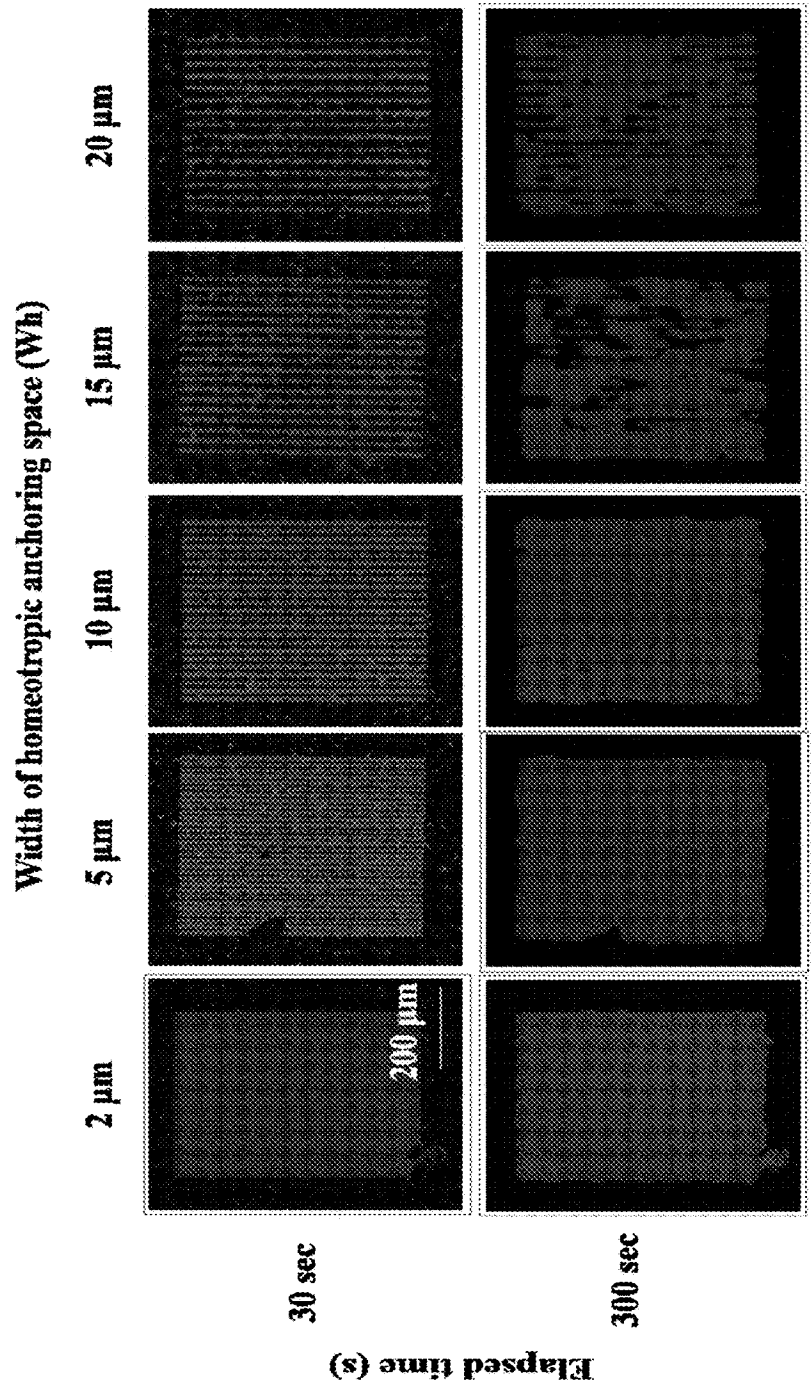 Width of homeotropic anchoring space (Wh)
2 µm 5 µm 10 µm 15 µm 20 µm
Elapsed time (s)
30 sec
200 µm
300 sec